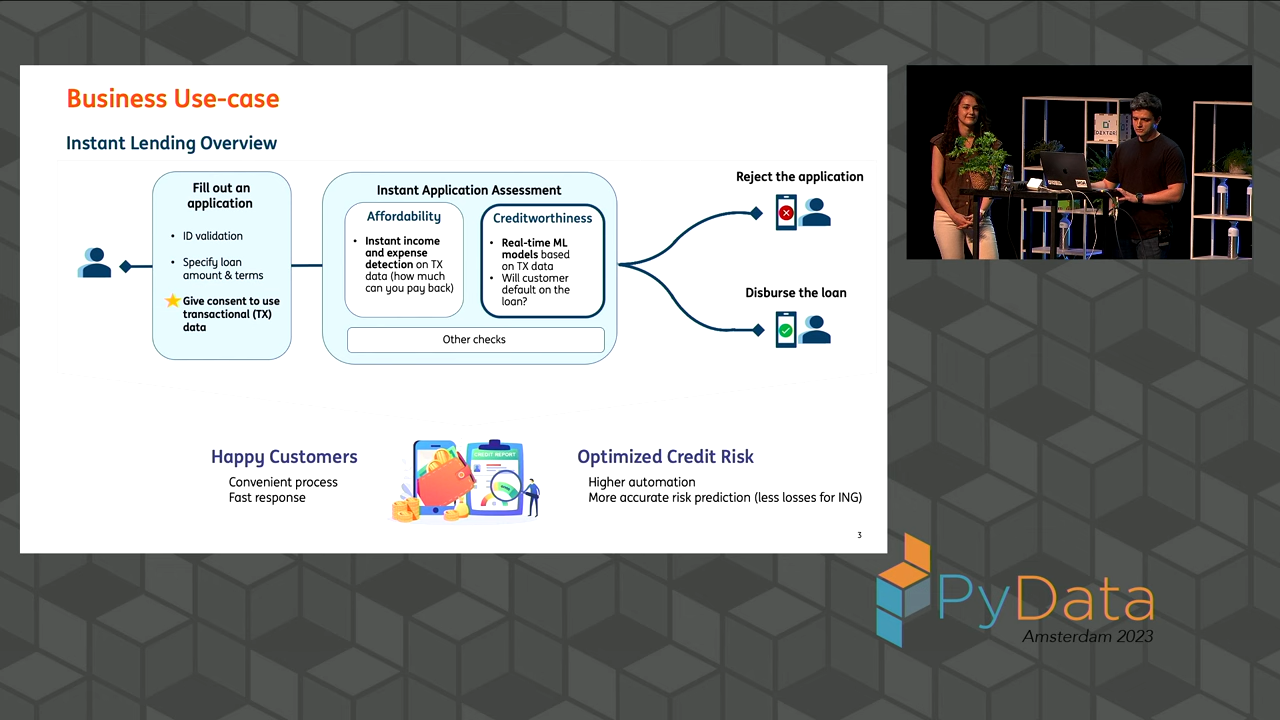 Business Use-case
Instant Lending Overview
Fill out an
application
• ID validation
• Specify loan
amount & terms
Give consent to use
transactional (TX)
data
Instant Application Assessment
Affordability
• Instant income
and expense
detection on TX
data (how much
can you pay back)
Creditworthiness
• Real-time ML
models based
on TX data
• Will customer
default on the
loan?
Other checks
Reject the application
Disburse the loan
Happy Customers
Convenient process
Fast response
CREDIT REPORT
Optimized Credit Risk
Higher automation
More accurate risk prediction (less losses for ING)
3
DEXTER
PyData
Amsterdam 2023